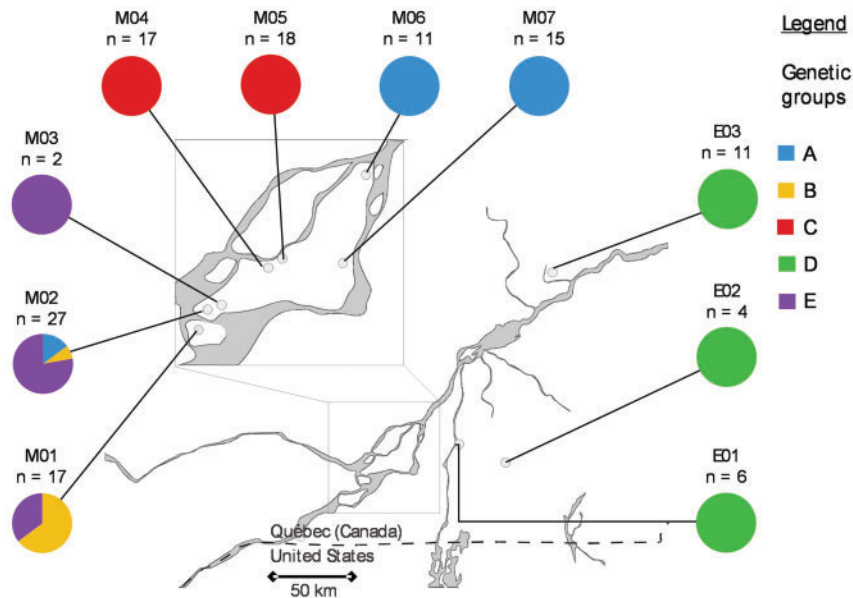 M04
n = 17
M05
n = 18
M06
n = 11
M07
n = 15
Legend
Genetic
groups
A
B
C
D
E
M03
n = 2
E03
n = 11
M02
n = 27
E02
n = 4
M01
n = 17
E01
n = 6
Québec (Canada)
United States
50 km